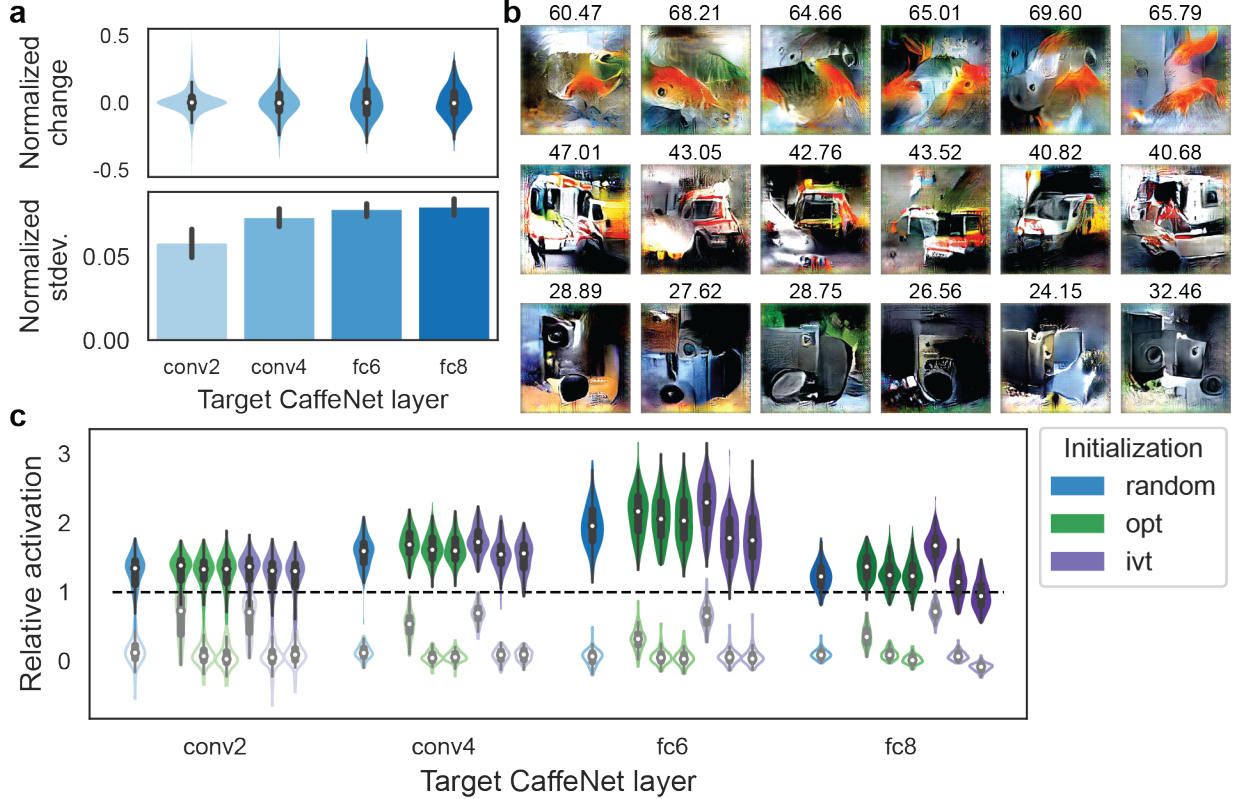 a
Normalized
change
0.5
0.0
-0.5
Normalized
stdev.
0.05
0.00
conv2 conv4 fc6 fc8
Target CaffeNet layer
b
60.47 68.21 64.66 65.01 69.60 65.79
47.01 43.05 42.76 43.52 40.82 40.68
28.89 27.62 28.75 26.56 24.15 32.46
c
Relative activation
3
2
1
0
conv2 conv4 fc6 fc8
Target CaffeNet layer
Initialization
random
opt
ivt